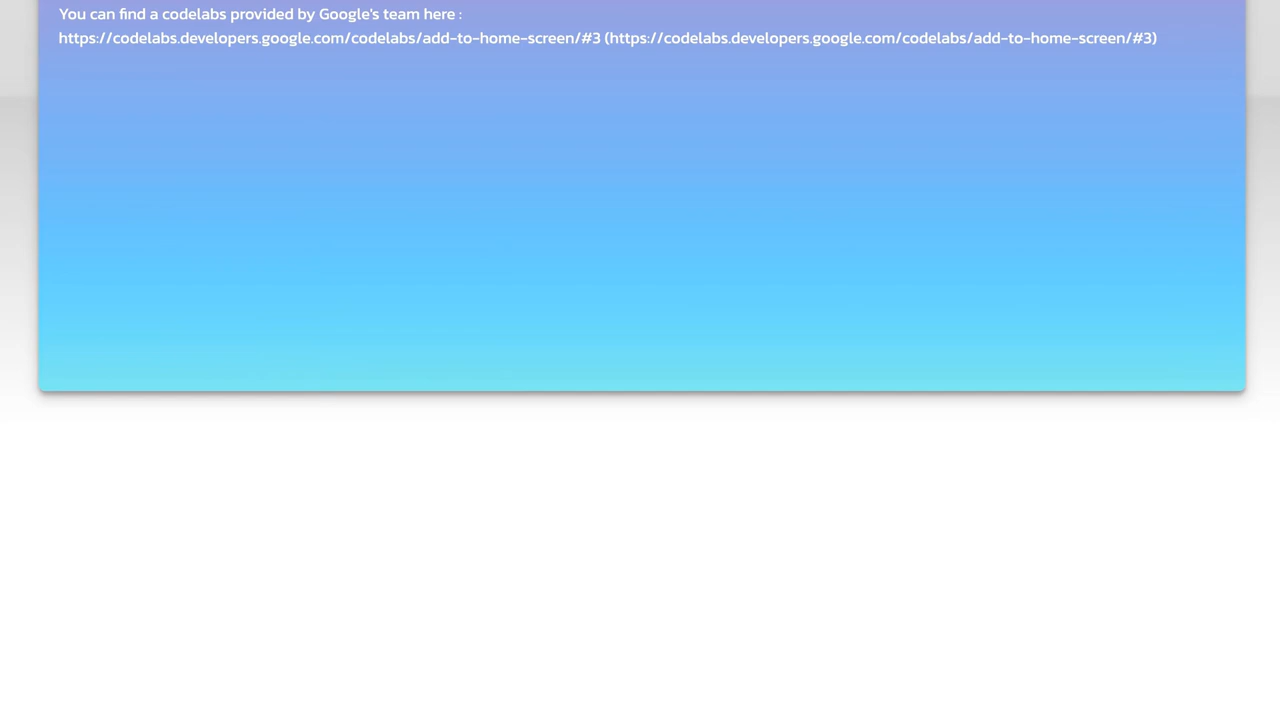 You can find a codelabs provided by Google's team here :
https://codelabs.developers.google.com/codelabs/add-to-home-screen/#3 (https://codelabs.developers.google.com/codelabs/add-to-home-screen/#3)